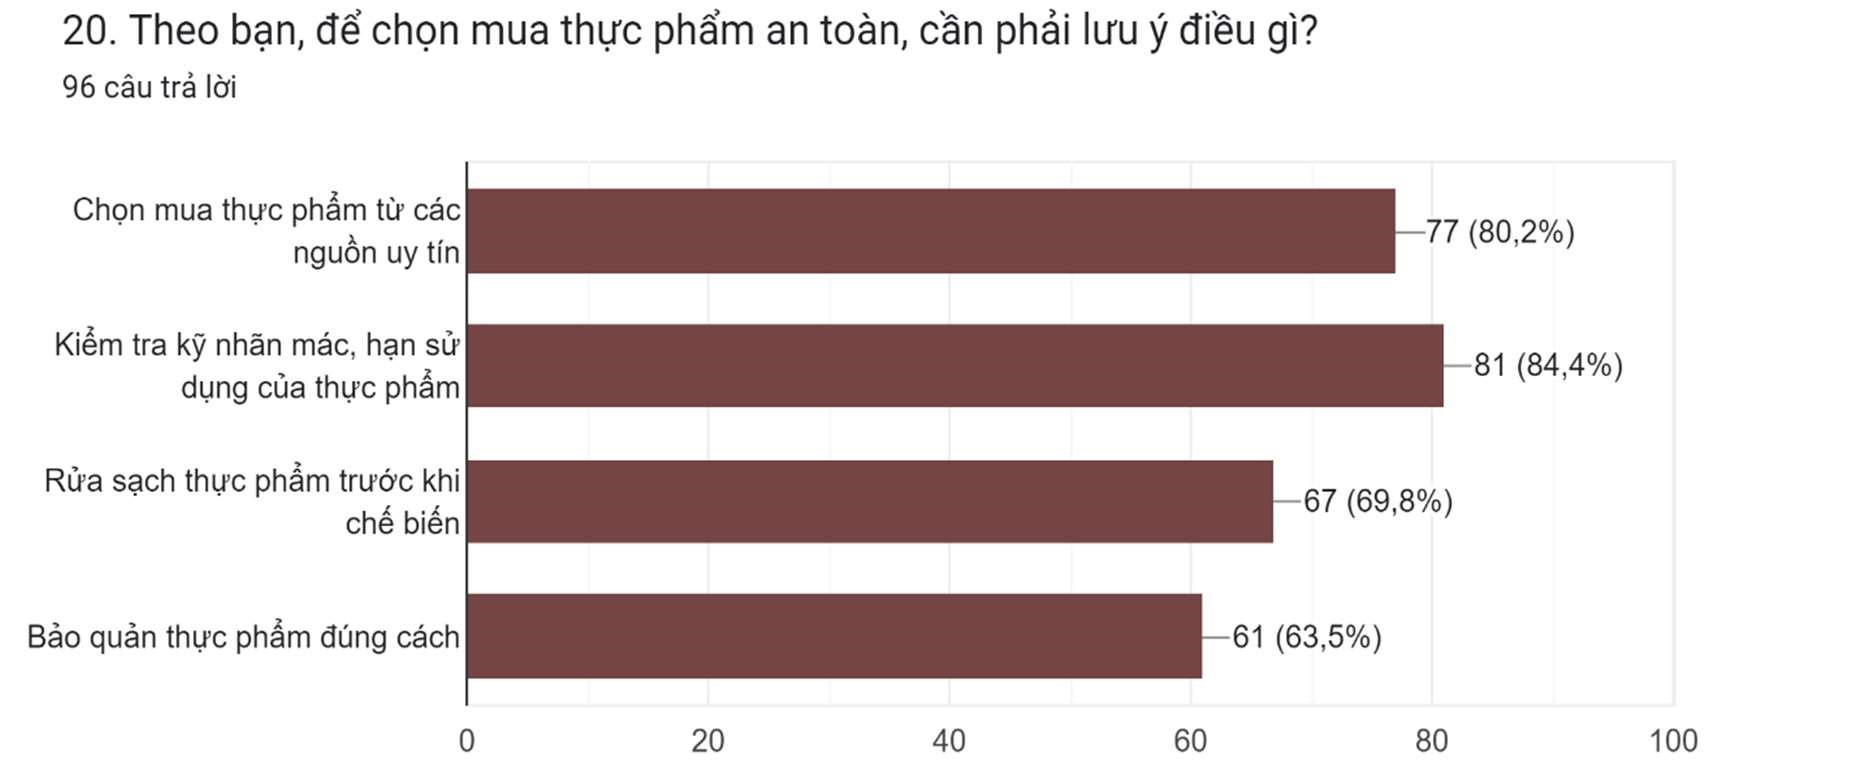 20. Theo bạn, để chọn mua thực phẩm an toàn, cần phải lưu ý điều gì?
96 câu trả lời
Chọn mua thực phẩm từ các
nguồn uy tín
77 (80,2%)
Kiểm tra kỹ nhãn mác, hạn sử
dụng của thực phẩm
81 (84,4%)
Rửa sạch thực phẩm trước khi
chế biến
67 (69,8%)
Bảo quản thực phẩm đúng cách
61 (63,5%)
0 20 40 60 80 100